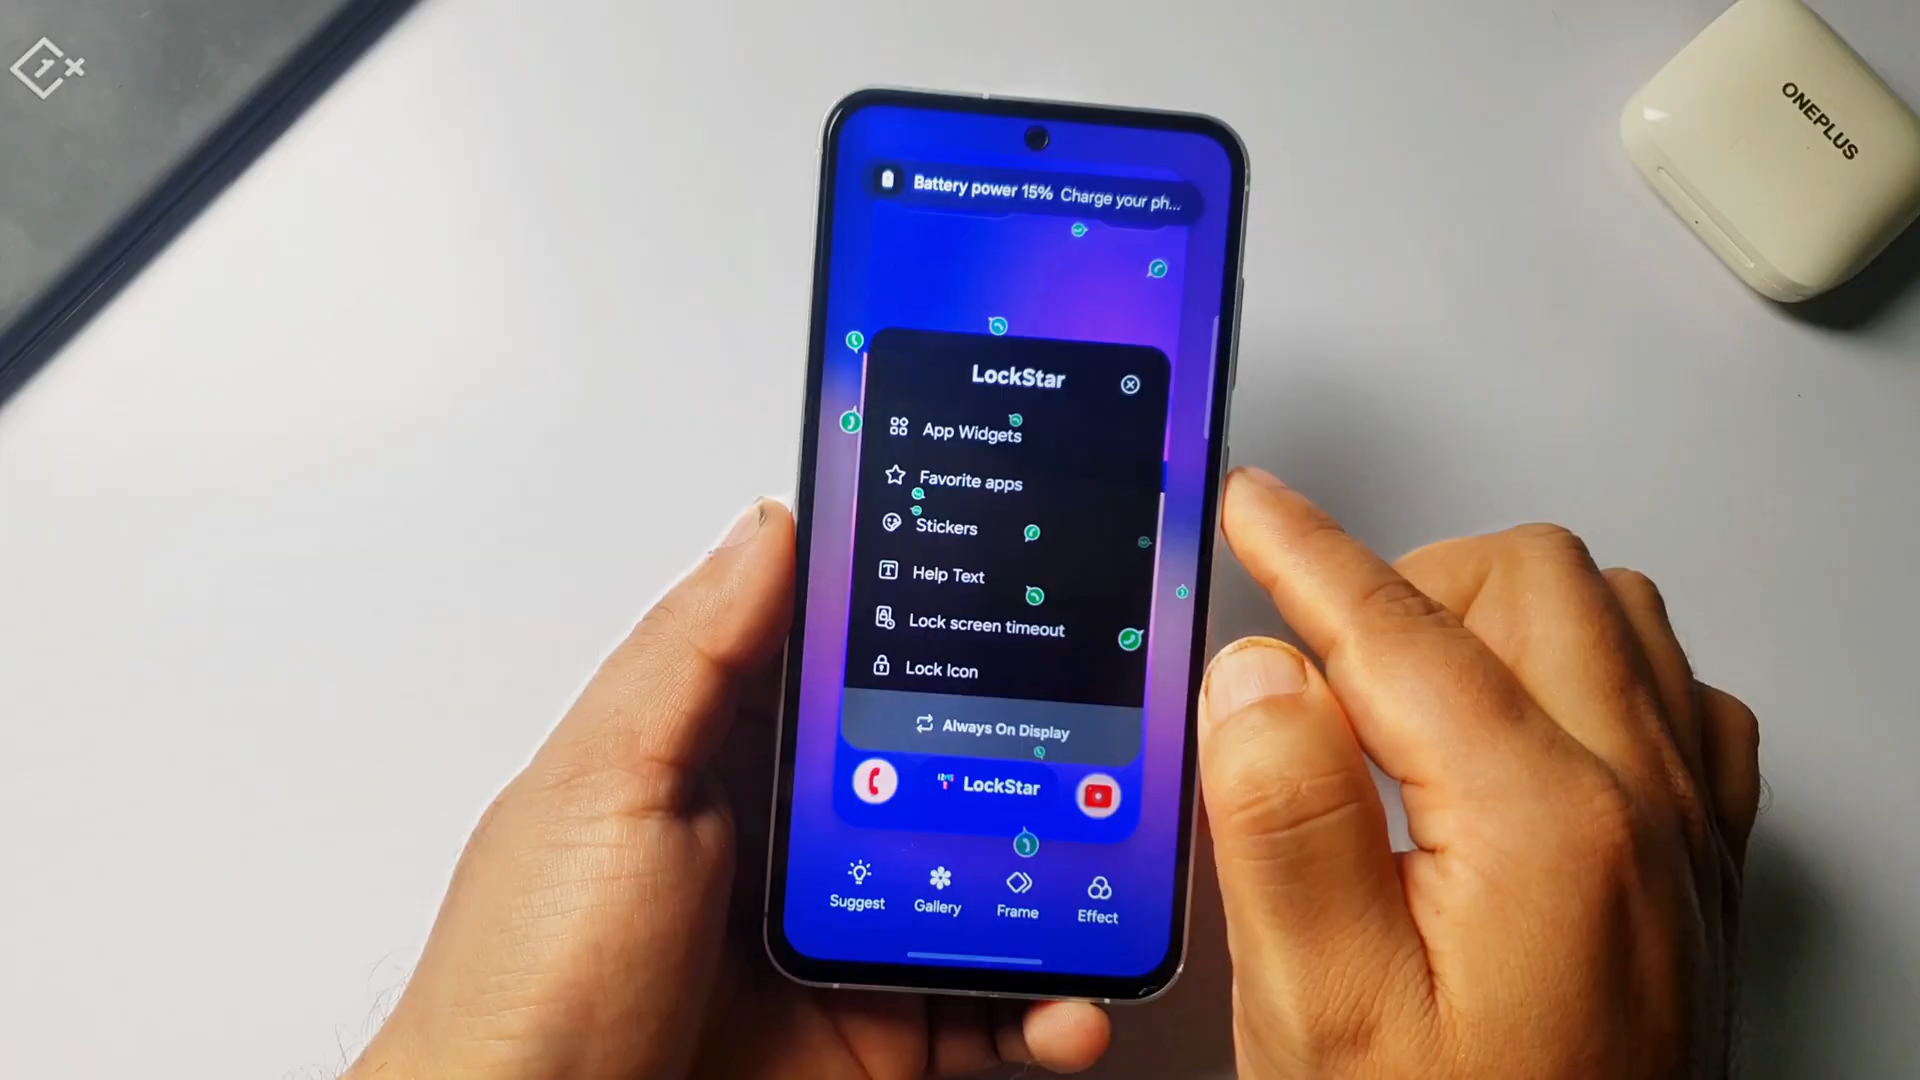 1+
ONEPLUS
Battery power 15% Charge your ph...
LockStar
App Widgets
Favorite apps
Stickers
Help Text
Lock screen timeout
Lock Icon
Always On Display
LockStar
Suggest
Gallery
Frame
Effect